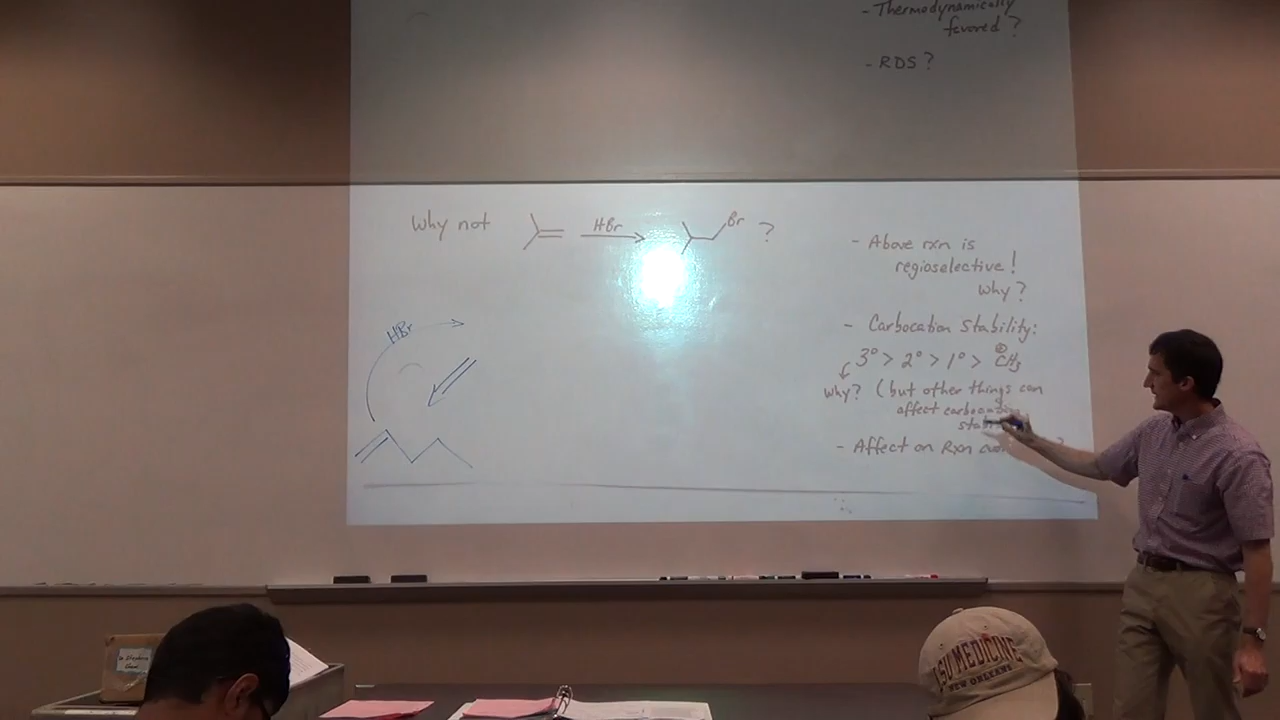 - Thermodynamically
favored ?
- RDS ?
Why not
HBr
Br
?
- Above rxn is
regioselective !
Why ?
- Carbocation Stability:
3° > 2° > 1° > ⊕CH3
Why? (but other things can
affect
- Affect on Rxn
?
HBr
SU MEDICINE
NEW ORLEANS